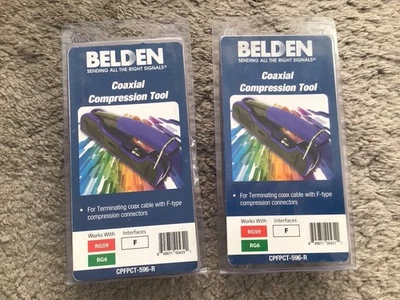 BELDEN
SENDING ALL THE RIGHT SIGNALS®
Coaxial
Compression Tool
• For Terminating coax cable with F-type
compression connectors
Works With
Interfaces
RG59
F
RG6
CPFPCT-596-R
BELDEN
SENDING ALL THE RIGHT SIGNALS®
Coaxial
Compression Tool
• For Terminating coax cable with F-type
compression connectors
Works With
Interfaces
RG59
F
RG6
CPFPCT-596-R